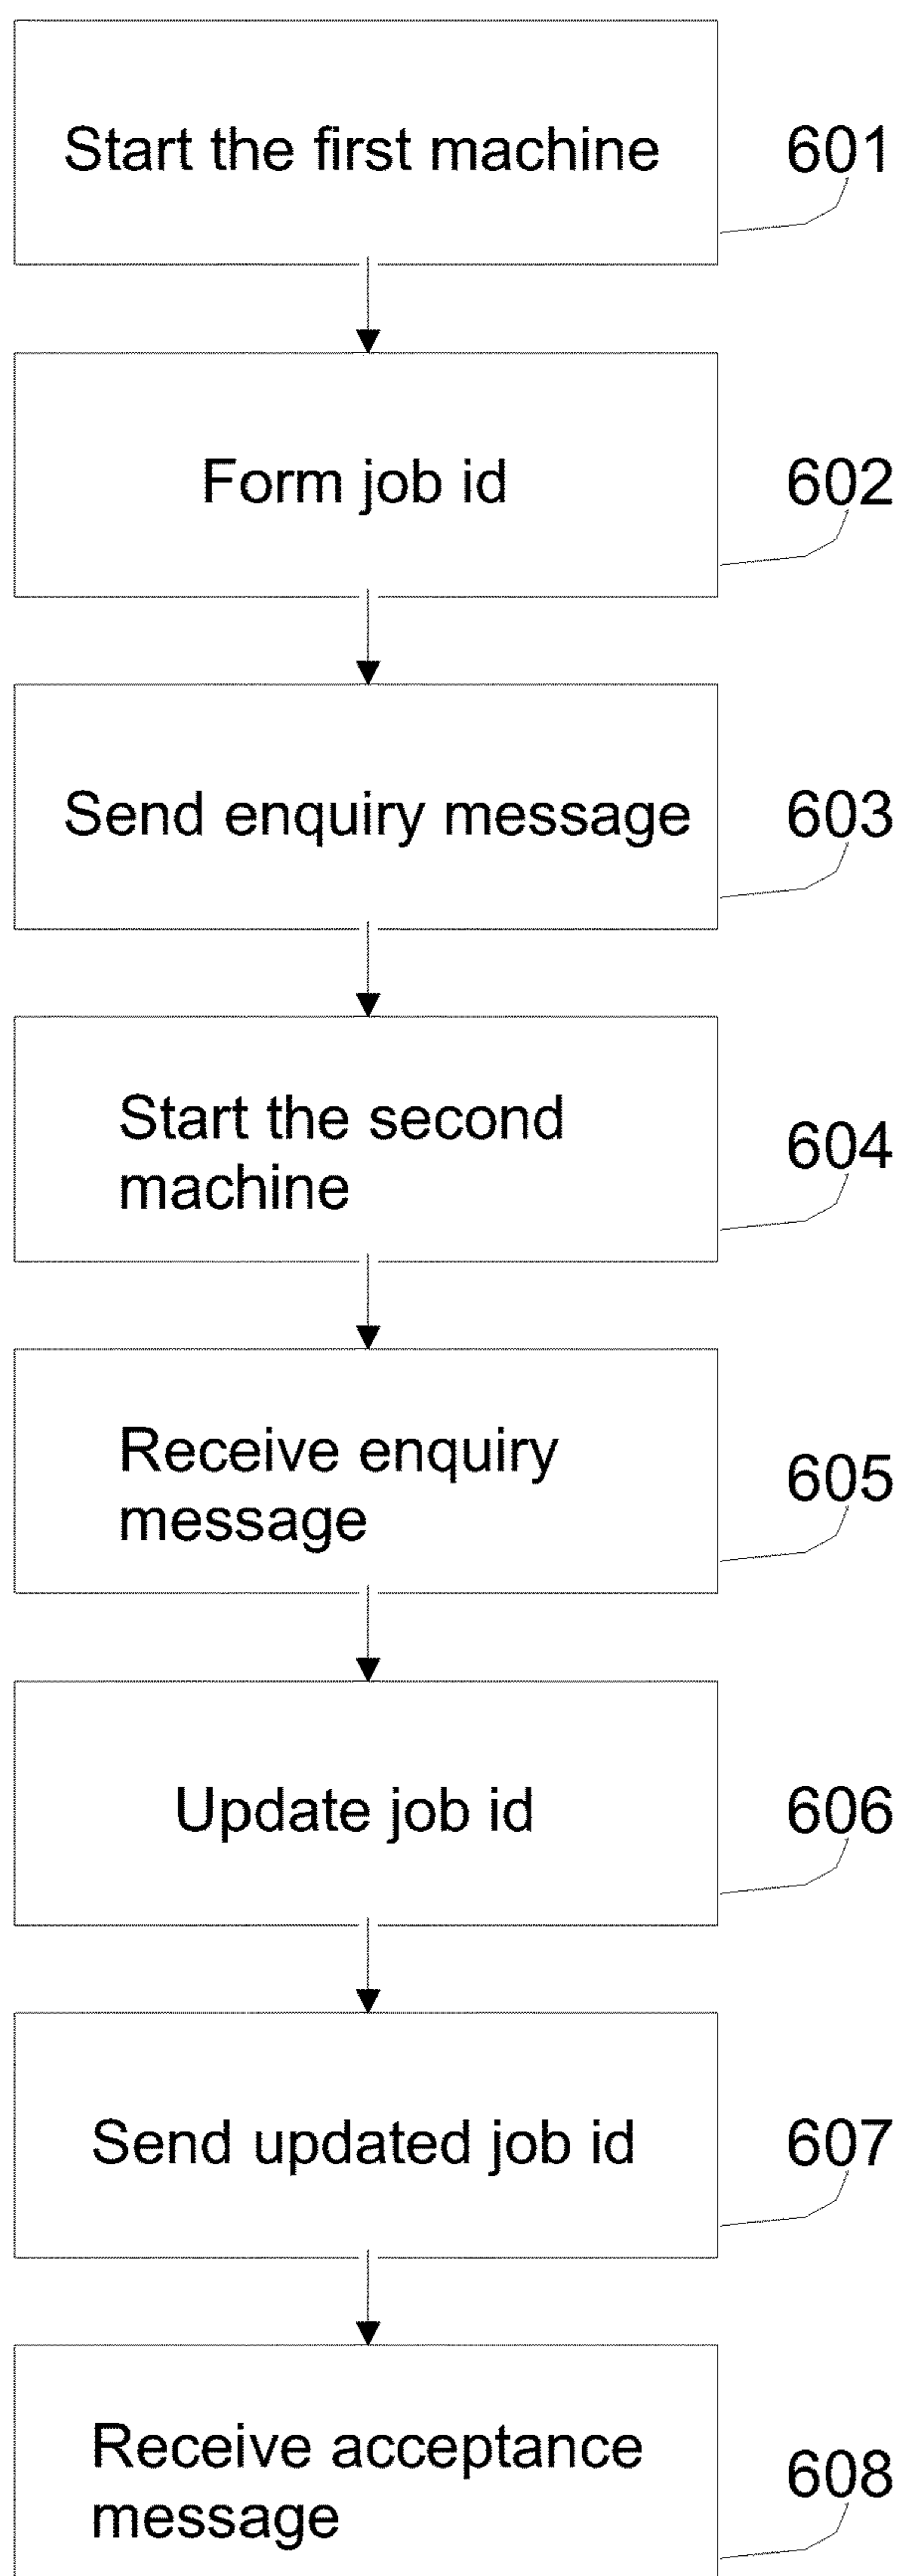 Start the first machine
601
Form job id
602
Send enquiry message
603
Start the second
machine
604
Receive enquiry
message
605
Update job id
606
Send updated job id
607
Receive acceptance
message
608